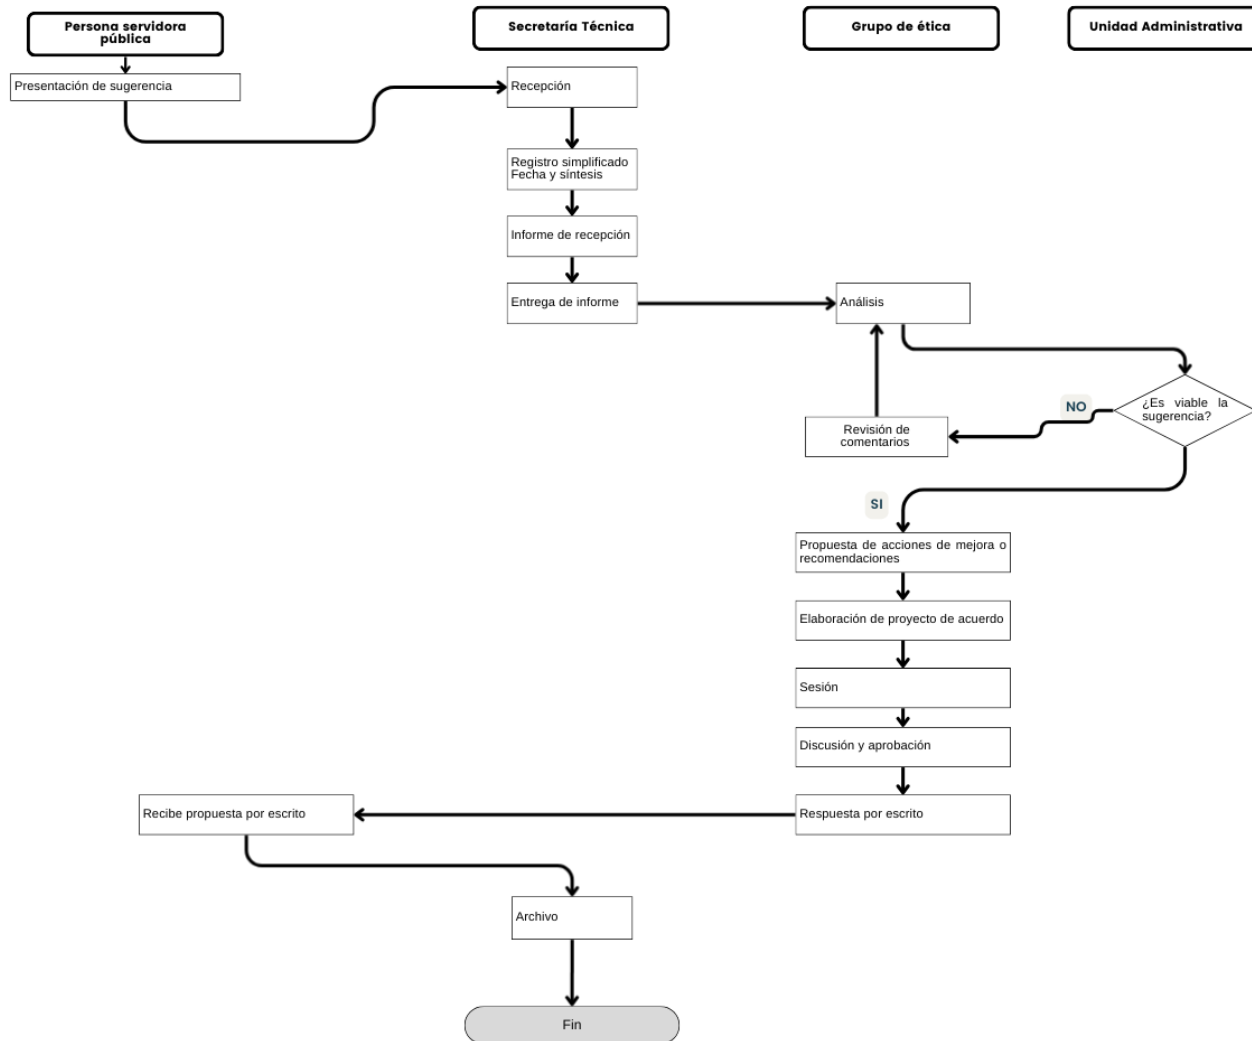 Persona servidora
pública
Secretaría Técnica
Grupo de ética
Unidad Administrativa
Presentación de sugerencia
Recepción
Registro simplificado
Fecha y síntesis
Informe de recepción
Entrega de informe
Análisis
¿Es viable la
sugerencia?
NO
Revisión de
comentarios
SI
Propuesta de acciones de mejora o
recomendaciones
Elaboración de proyecto de acuerdo
Sesión
Discusión y aprobación
Respuesta por escrito
Recibe propuesta por escrito
Archivo
Fin